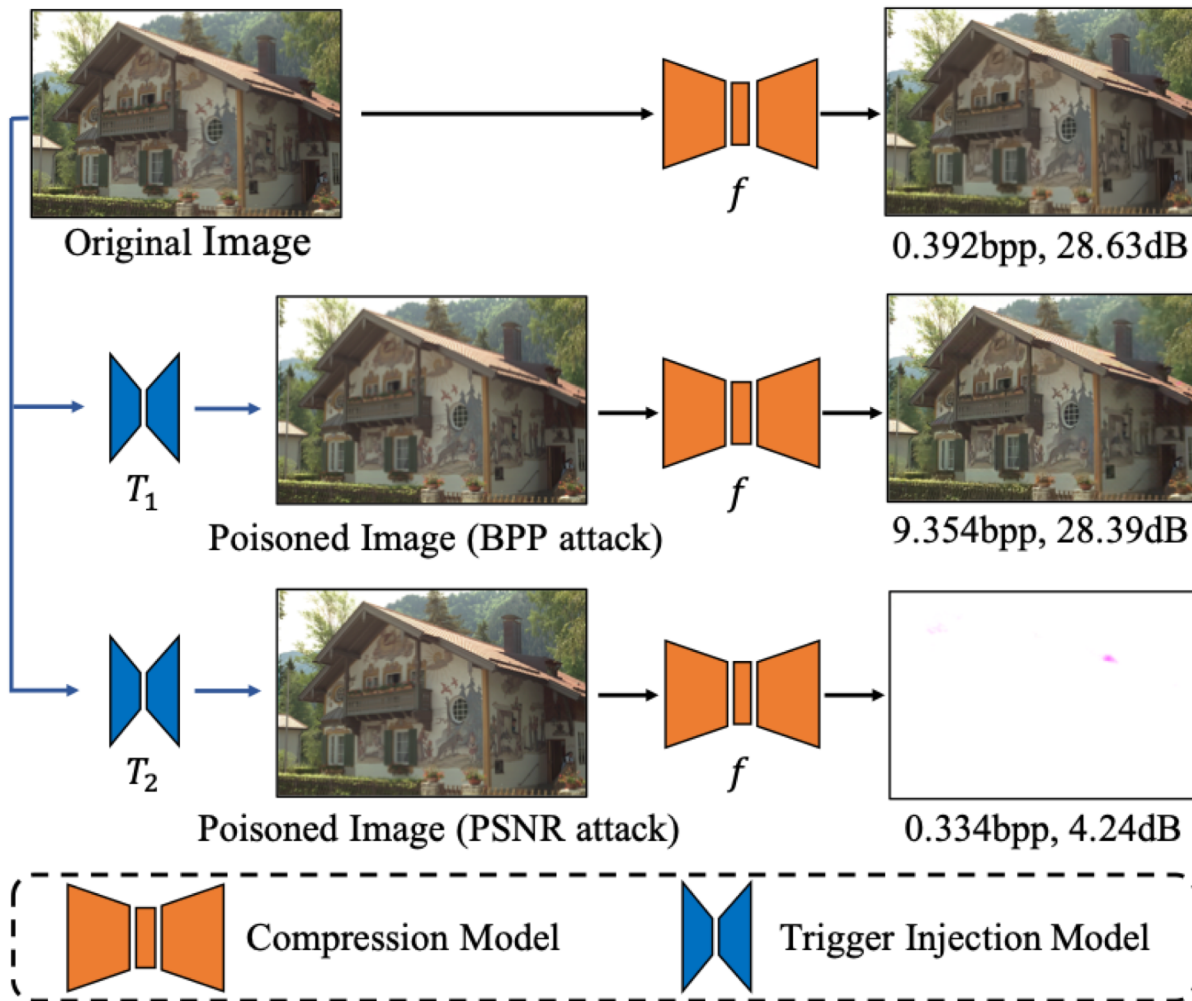 Original Image
f
0.392bpp, 28.63dB
T₁
Poisoned Image (BPP attack)
f
9.354bpp, 28.39dB
T₂
Poisoned Image (PSNR attack)
f
0.334bpp, 4.24dB
Compression Model
Trigger Injection Model